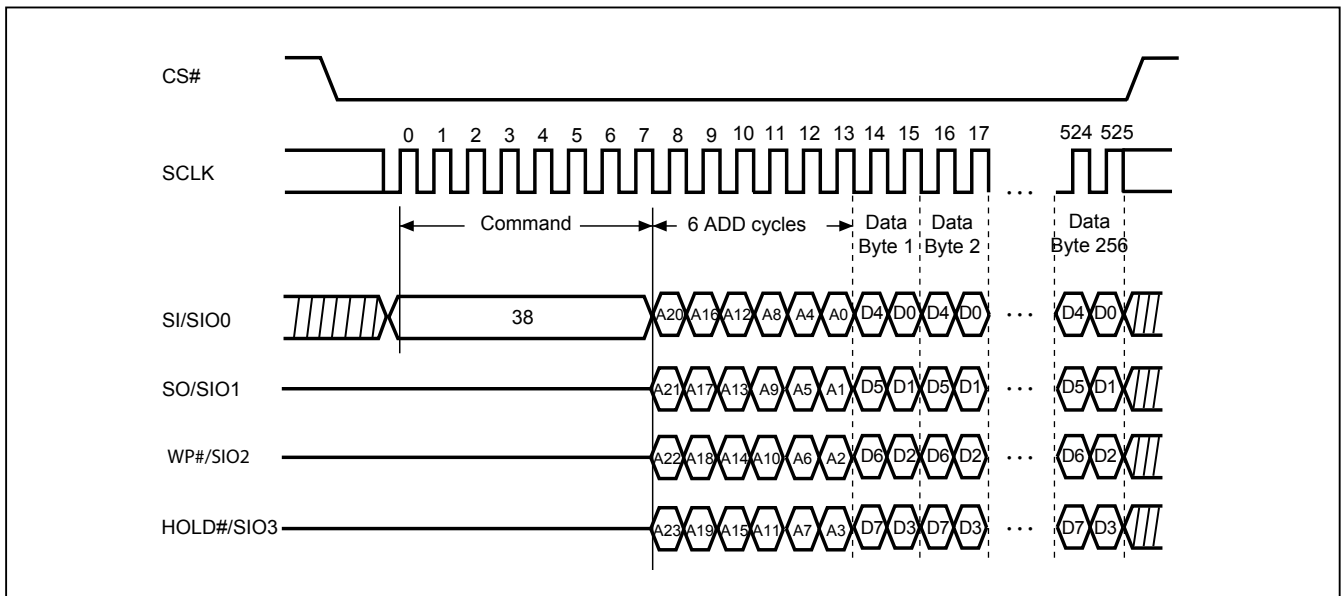 CS#
0 1 2 3 4 5 6 7 8 9 10 11 12 13 14 15 16 17 524 525
SCLK
...
Command 6 ADD cycles Data Data Data
Byte 1 Byte 2 Byte 256
SI/SIO0 38 A20 A16 A12 A8 A4 A0 D4 D0 D4 D0 ... D4 D0
SO/SIO1 A21 A17 A13 A9 A5 A1 D5 D1 D5 D1 ... D5 D1
WP#/SIO2 A22 A18 A14 A10 A6 A2 D6 D2 D6 D2 ... D6 D2
HOLD#/SIO3 A23 A19 A15 A11 A7 A3 D7 D3 D7 D3 ... D7 D3